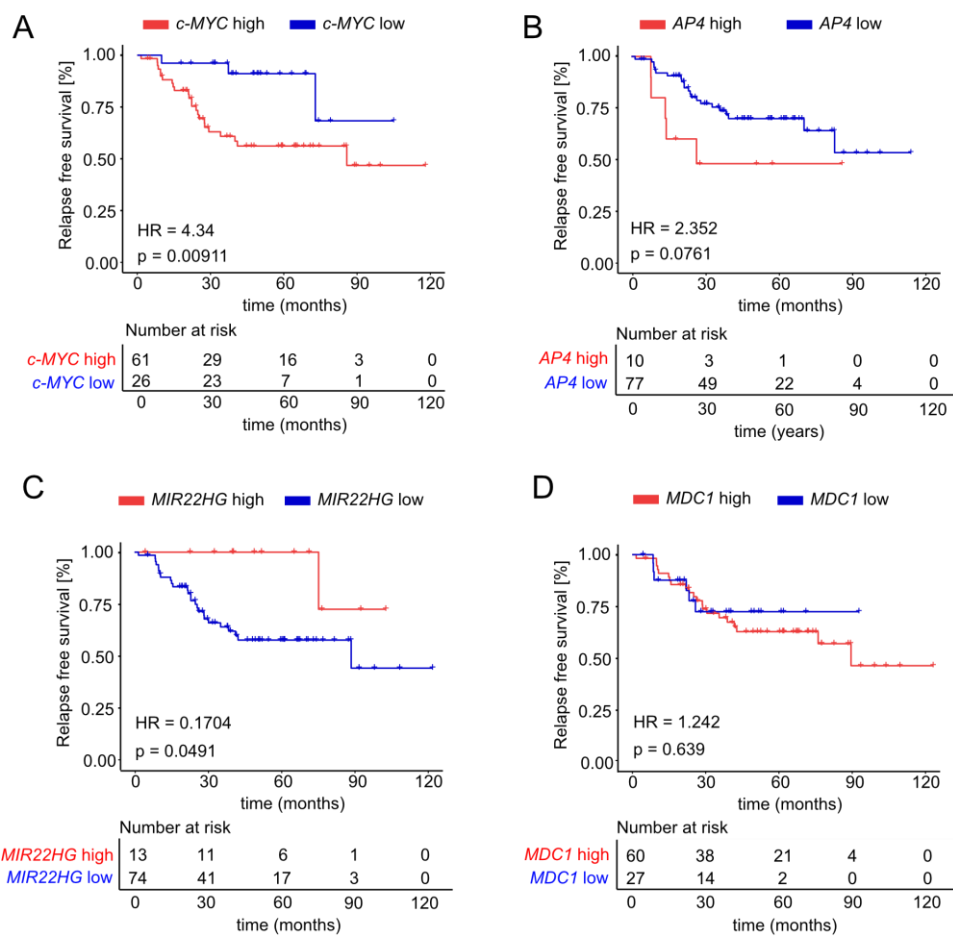 A
c-MYC high c-MYC low
Relapse free survival [%]
1.00
0.75
0.50
0.25
0.00
HR = 4.34
p = 0.00911
0 30 60 90 120
time (months)
Number at risk
c-MYC high 61 29 16 3 0
c-MYC low 26 23 7 1 0
0 30 60 90 120
time (months)
B
AP4 high AP4 low
Relapse free survival [%]
1.00
0.75
0.50
0.25
0.00
HR = 2.352
p = 0.0761
0 30 60 90 120
time (months)
Number at risk
AP4 high 10 3 1 0 0
AP4 low 77 49 22 4 0
0 30 60 90 120
time (years)
C
MIR22HG high MIR22HG low
Relapse free survival [%]
1.00
0.75
0.50
0.25
0.00
HR = 0.1704
p = 0.0491
0 30 60 90 120
time (months)
Number at risk
MIR22HG high 13 11 6 1 0
MIR22HG low 74 41 17 3 0
0 30 60 90 120
time (months)
D
MDC1 high MDC1 low
Relapse free survival [%]
1.00
0.75
0.50
0.25
0.00
HR = 1.242
p = 0.639
0 30 60 90 120
time (months)
Number at risk
MDC1 high 60 38 21 4 0
MDC1 low 27 14 2 0 0
0 30 60 90 120
time (months)